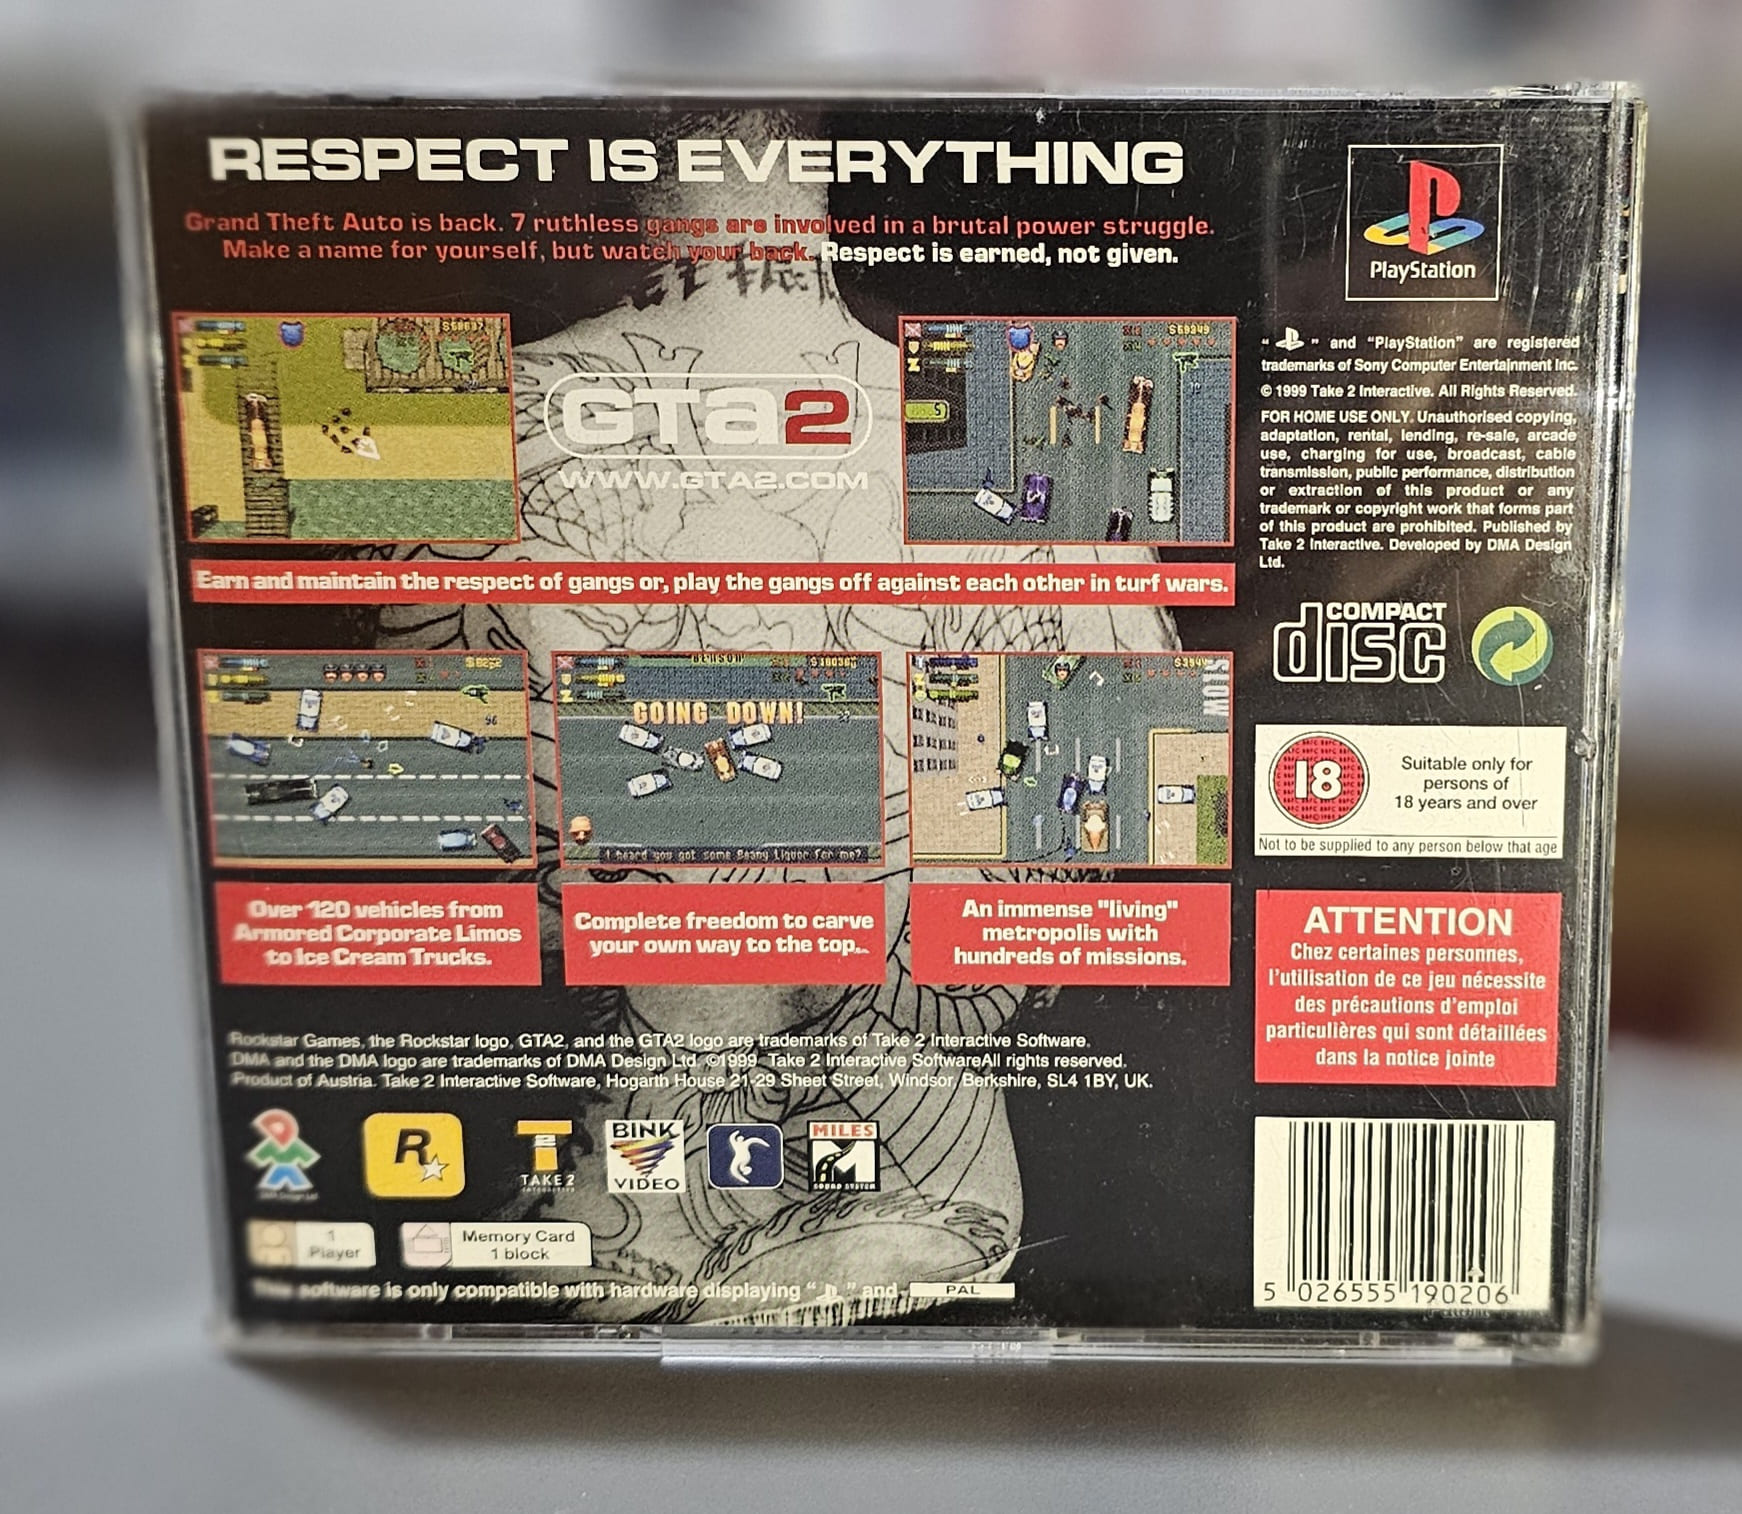 RESPECT IS EVERYTHING
Grand Theft Auto is back. 7 ruthless gangs are involved in a brutal power struggle.
Make a name for yourself, but watch your back. Respect is earned, not given.
GTA2
WWW.GTA2.COM
Earn and maintain the respect of gangs or, play the gangs off against each other in turf wars.
GOING DOWN!
Over 120 vehicles from
Armored Corporate Limos
to Ice Cream Trucks.
Complete freedom to carve
your own way to the top..
An immense "living"
metropolis with
hundreds of missions.
Rockstar Games, the Rockstar logo, GTA2, and the GTA2 logo are trademarks of Take 2 Interactive Software.
DMA and the DMA logo are trademarks of DMA Design Ltd. ©1999 Take 2 Interactive SoftwareAll rights reserved.
Product of Austria. Take 2 Interactive Software, Hogarth House 21-29 Sheet Street, Windsor, Berkshire, SL4 1BY, UK.
DMA Design Ltd
R
T2
TAKE 2
INTERACTIVE
BINK
VIDEO
MILES
SOUND SYSTEM
1
Player
Memory Card
1 block
This software is only compatible with hardware displaying " " and PAL
PlayStation
" " and "PlayStation" are registered
trademarks of Sony Computer Entertainment Inc.
© 1999 Take 2 Interactive. All Rights Reserved.
FOR HOME USE ONLY. Unauthorised copying,
adaptation, rental, lending, re-sale, arcade
use, charging for use, broadcast, cable
transmission, public performance, distribution
or extraction of this product or any
trademark or copyright work that forms part
of this product are prohibited. Published by
Take 2 Interactive. Developed by DMA Design
Ltd.
COMPACT
disc
18
Suitable only for
persons of
18 years and over
Not to be supplied to any person below that age
ATTENTION
Chez certaines personnes,
l'utilisation de ce jeu nécessite
des précautions d'emploi
particulières qui sont détaillées
dans la notice jointe
5 026555 190206